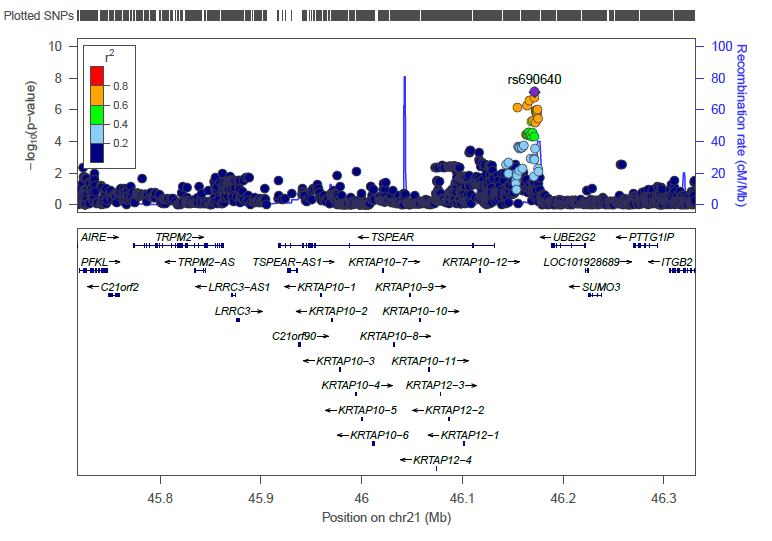 Plotted SNPs
10
8
6
4
2
0
−log10(p−value)
100
80
60
40
20
0
Recombination rate (cM/Mb)
r2
0.8
0.6
0.4
0.2
rs690640
AIRE→ TRPM2→ ←TSPEAR ←UBE2G2 ←PTTG1IP
PFKL→ ←TRPM2−AS TSPEAR−AS1→ KRTAP10−7→ KRTAP10−12→ LOC101928689→ ←ITGB2
←C21orf2 ←LRRC3−AS1 ←KRTAP10−1 KRTAP10−9→ ←SUMO3
LRRC3→ ←KRTAP10−2 KRTAP10−10→
C21orf90→ KRTAP10−8→
←KRTAP10−3 KRTAP10−11→
KRTAP10−4→ KRTAP12−3→
←KRTAP10−5 ←KRTAP12−2
←KRTAP10−6 ←KRTAP12−1
←KRTAP12−4
45.8 45.9 46 46.1 46.2 46.3
Position on chr21 (Mb)